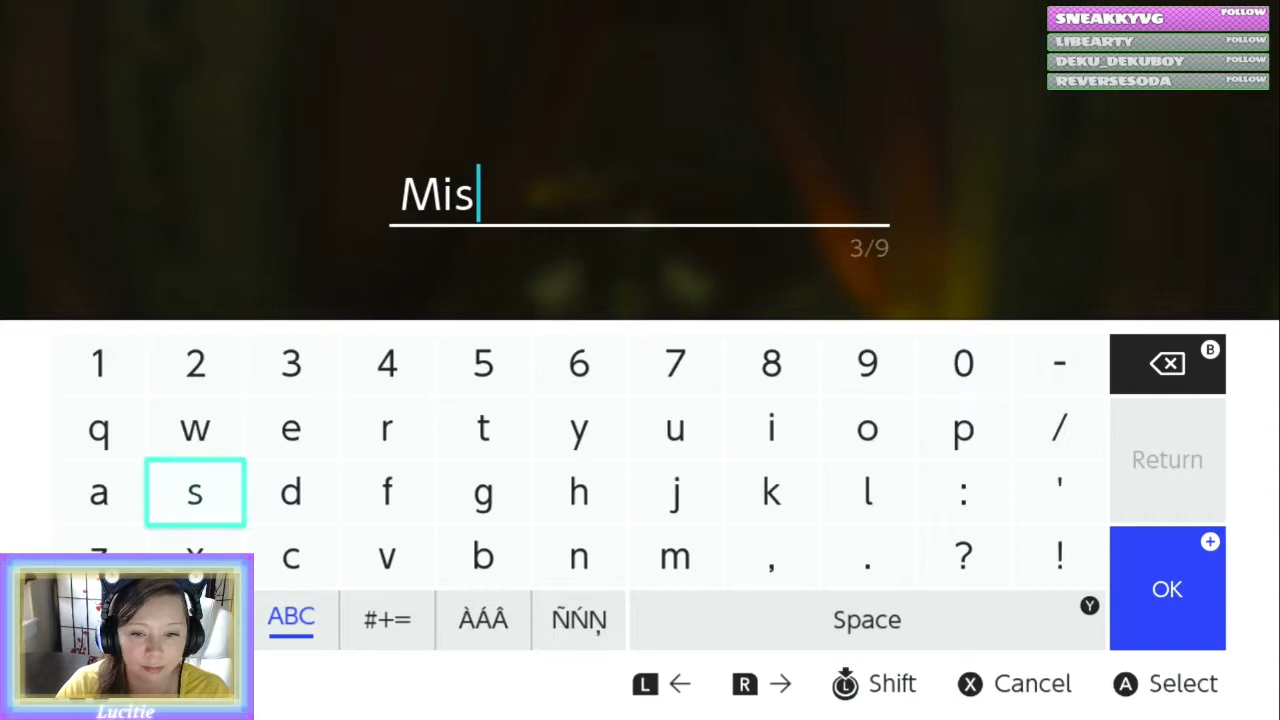 SNEAKKYVG FOLLOW
LIBEARTY FOLLOW
DEKU_DEKUBOY FOLLOW
REVERSESODA FOLLOW
Mis
3/9
1 2 3 4 5 6 7 8 9 0 - B
q w e r t y u i o p /
Return
a s d f g h j k l : '
z x c v b n m , . ? ! +
OK
ABC #+= ÀÁÂ ÑŃŅ Space Y
L ← R → L Shift X Cancel A Select
Lucitie